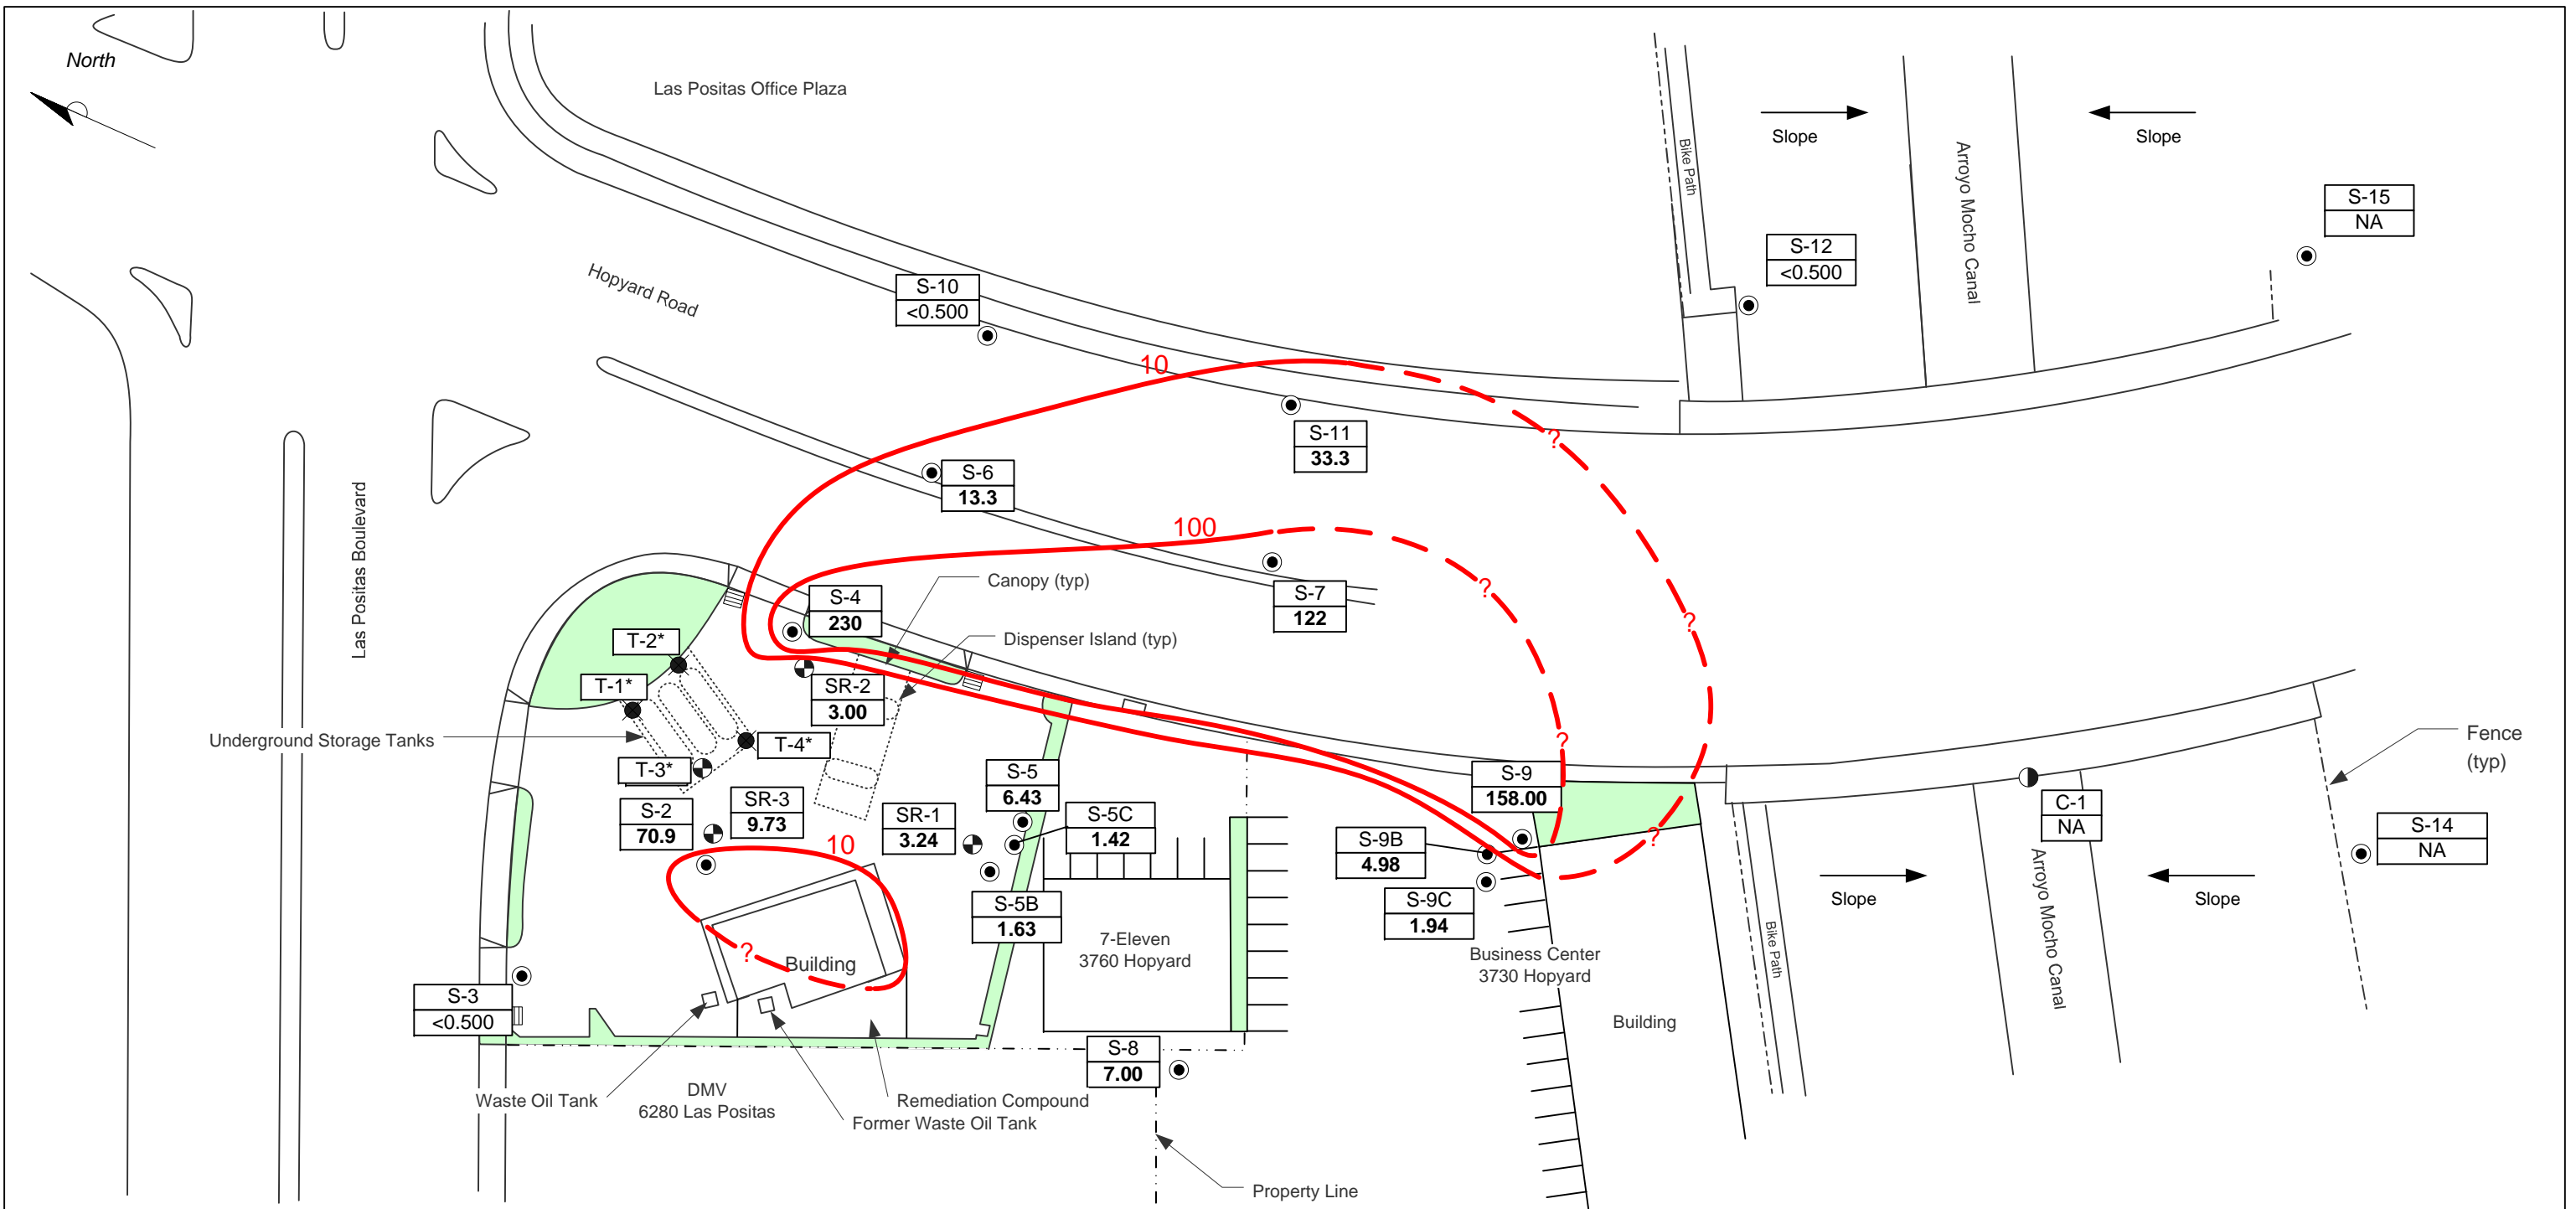 North
Las Positas Office Plaza
Slope
Slope
Bike Path
Arroyo Mocho Canal
S-15
NA
S-12
<0.500
Hopyard Road
S-10
<0.500
10
?
S-11
33.3
S-6
13.3
Las Positas Boulevard
100
?
S-7
122
?
Canopy (typ)
S-4
230
Dispenser Island (typ)
T-2*
T-1*
SR-2
3.00
Underground Storage Tanks
T-4*
T-3*
?
Fence
(typ)
S-5
6.43
S-9
158.00
S-2
70.9
SR-3
9.73
SR-1
3.24
S-5C
1.42
C-1
NA
S-14
NA
S-9B
4.98
?
10
S-9C
1.94
Slope
Slope
Arroyo Mocho Canal
Bike Path
S-5B
1.63
7-Eleven
3760 Hopyard
Business Center
3730 Hopyard
?
Building
S-3
<0.500
Building
S-8
7.00
Waste Oil Tank
DMV
6280 Las Positas
Remediation Compound
Former Waste Oil Tank
Property Line